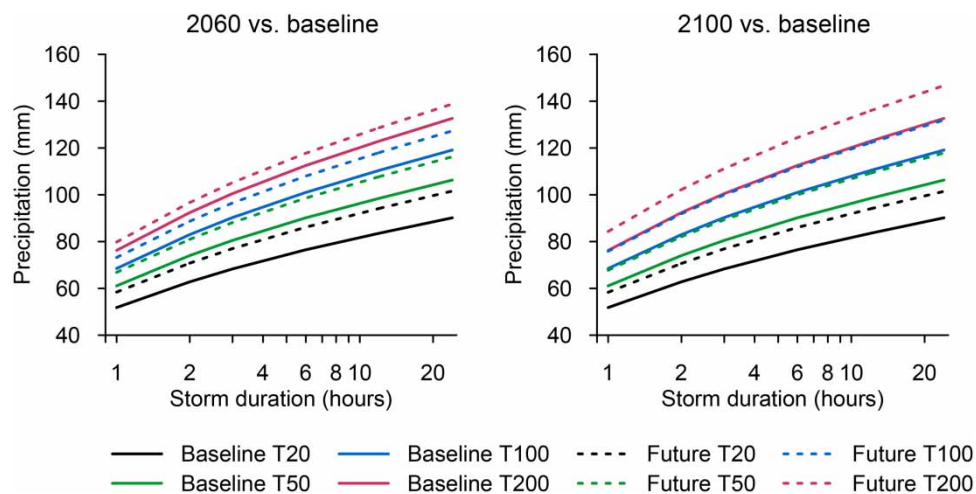 2060 vs. baseline
2100 vs. baseline
Precipitation (mm)
160
140
120
100
80
60
40
1 2 4 6 8 10 20
Storm duration (hours)
Precipitation (mm)
160
140
120
100
80
60
40
1 2 4 6 8 10 20
Storm duration (hours)
Baseline T20 Baseline T100 Future T20 Future T100
Baseline T50 Baseline T200 Future T50 Future T200